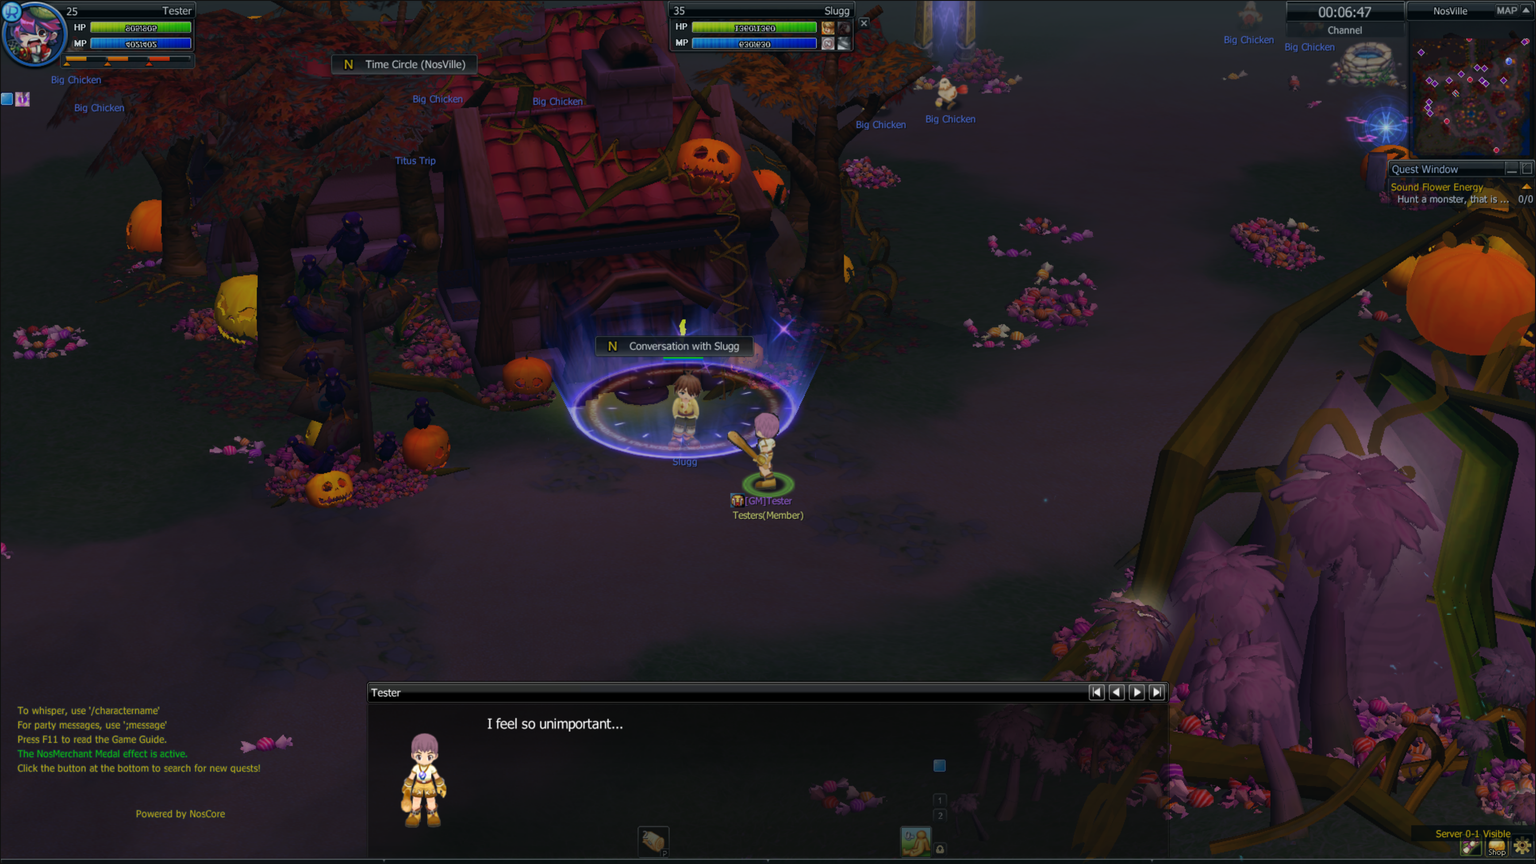 25 Tester
HP
MP
35 Slugg
HP
MP
00:06:47
Channel
NosVille MAP
N Time Circle (NosVille)
Big Chicken
Big Chicken
Big Chicken
Big Chicken
Big Chicken
Big Chicken
Big Chicken
Big Chicken
Titus Trip
Quest Window
Sound Flower Energy
Hunt a monster, that is ... 0/0
N Conversation with Slugg
Slugg
[GM]Tester
Testers(Member)
Tester
I feel so unimportant...
To whisper, use '/charactername'
For party messages, use ';message'
Press F11 to read the Game Guide.
The NosMerchant Medal effect is active.
Click the button at the bottom to search for new quests!
Powered by NosCore
1
2
Server 0-1 Visible
Shop